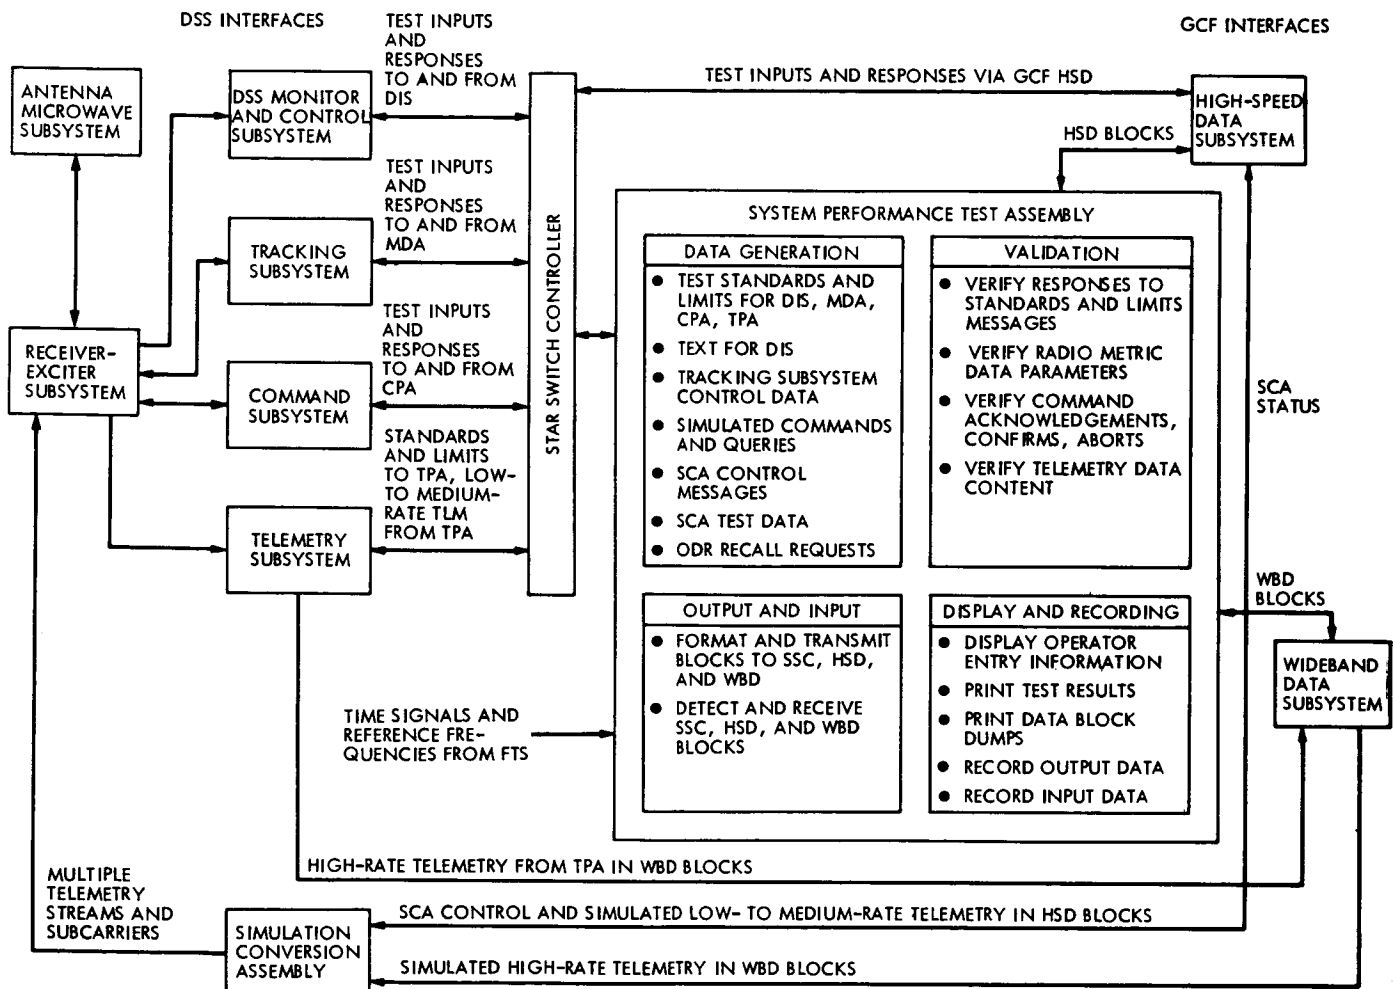 DSS INTERFACES
GCF INTERFACES
ANTENNA
MICROWAVE
SUBSYSTEM
DSS MONITOR
AND CONTROL
SUBSYSTEM
TEST INPUTS
AND
RESPONSES
TO AND FROM
DIS
TEST INPUTS AND RESPONSES VIA GCF HSD
HIGH-SPEED
DATA
SUBSYSTEM
HSD BLOCKS
TRACKING
SUBSYSTEM
TEST INPUTS
AND
RESPONSES
TO AND FROM
MDA
STAR SWITCH CONTROLLER
RECEIVER-
EXCITER
SUBSYSTEM
COMMAND
SUBSYSTEM
TEST INPUTS
AND
RESPONSES
TO AND FROM
CPA
TELEMETRY
SUBSYSTEM
STANDARDS
AND LIMITS
TO TPA, LOW-
TO MEDIUM-
RATE TLM
FROM TPA
SYSTEM PERFORMANCE TEST ASSEMBLY
DATA GENERATION
● TEST STANDARDS AND
LIMITS FOR DIS, MDA,
CPA, TPA
● TEXT FOR DIS
● TRACKING SUBSYSTEM
CONTROL DATA
● SIMULATED COMMANDS
AND QUERIES
● SCA CONTROL
MESSAGES
● SCA TEST DATA
● ODR RECALL REQUESTS
VALIDATION
● VERIFY RESPONSES TO
STANDARDS AND LIMITS
MESSAGES
● VERIFY RADIO METRIC
DATA PARAMETERS
● VERIFY COMMAND
ACKNOWLEDGEMENTS,
CONFIRMS, ABORTS
● VERIFY TELEMETRY DATA
CONTENT
OUTPUT AND INPUT
● FORMAT AND TRANSMIT
BLOCKS TO SSC, HSD,
AND WBD
● DETECT AND RECEIVE
SSC, HSD, AND WBD
BLOCKS
DISPLAY AND RECORDING
● DISPLAY OPERATOR
ENTRY INFORMATION
● PRINT TEST RESULTS
● PRINT DATA BLOCK
DUMPS
● RECORD OUTPUT DATA
● RECORD INPUT DATA
SCA
STATUS
WBD
BLOCKS
WIDEBAND
DATA
SUBSYSTEM
TIME SIGNALS AND
REFERENCE FRE-
QUENCIES FROM FTS
HIGH-RATE TELEMETRY FROM TPA IN WBD BLOCKS
MULTIPLE
TELEMETRY
STREAMS AND
SUBCARRIERS
SIMULATION
CONVERSION
ASSEMBLY
SCA CONTROL AND SIMULATED LOW- TO MEDIUM-RATE TELEMETRY IN HSD BLOCKS
SIMULATED HIGH-RATE TELEMETRY IN WBD BLOCKS